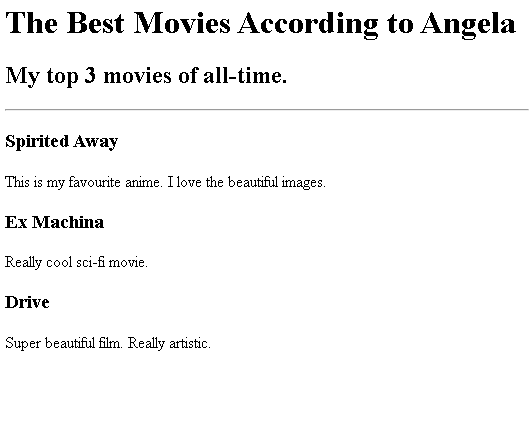 The Best Movies According to Angela
My top 3 movies of all-time.
Spirited Away
This is my favourite anime. I love the beautiful images.
Ex Machina
Really cool sci-fi movie.
Drive
Super beautiful film. Really artistic.